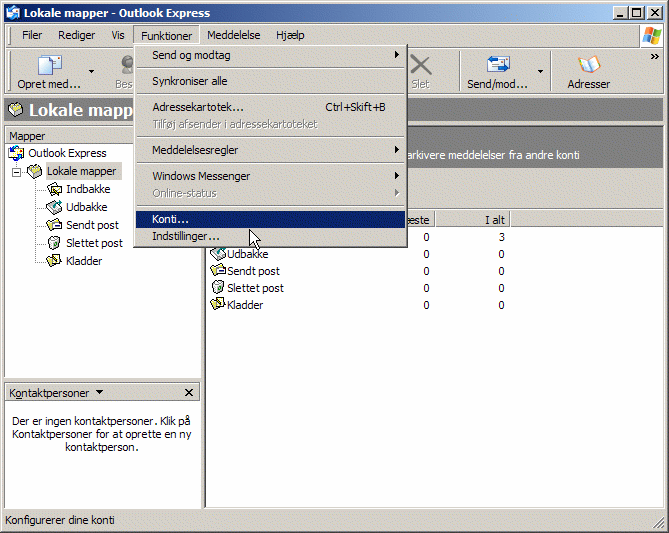 Lokale mapper - Outlook Express
Filer Rediger Vis Funktioner Meddelelse Hjælp
Opret med... Bes Slet Send/mod... Adresser
Send og modtag
Synkroniser alle
Adressekartotek... Ctrl+Skift+B
Tilføj afsender i adressekartoteket
Meddelelsesregler
Windows Messenger
Online-status
Konti...
Indstillinger...
Lokale mapp
arkivere meddelelser fra andre konti
Mapper
Outlook Express
Lokale mapper
Indbakke
Udbakke
Sendt post
Slettet post
Kladder
æste I alt
0 3
Udbakke 0 0
Sendt post 0 0
Slettet post 0 0
Kladder 0 0
Kontaktpersoner
Der er ingen kontaktpersoner. Klik på
Kontaktpersoner for at oprette en ny
kontaktperson.
Konfigurerer dine konti